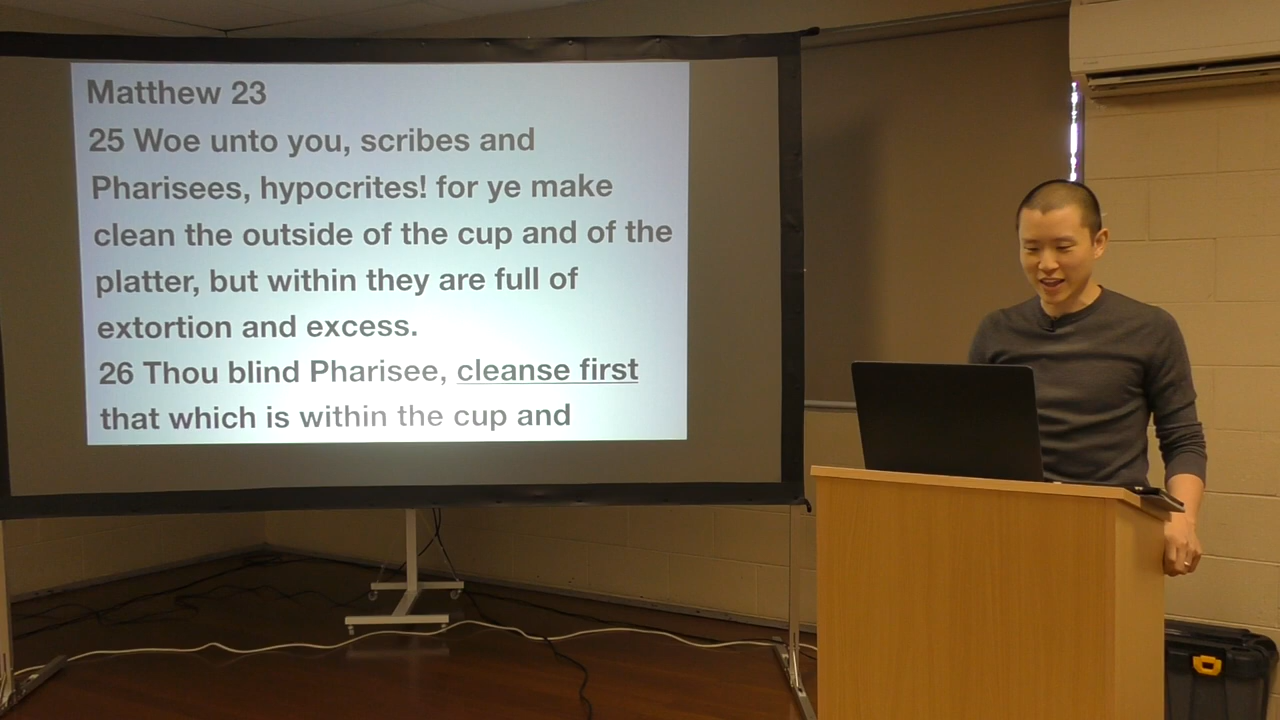 Matthew 23
25 Woe unto you, scribes and
Pharisees, hypocrites! for ye make
clean the outside of the cup and of the
platter, but within they are full of
extortion and excess.
26 Thou blind Pharisee, cleanse first
that which is within the cup and